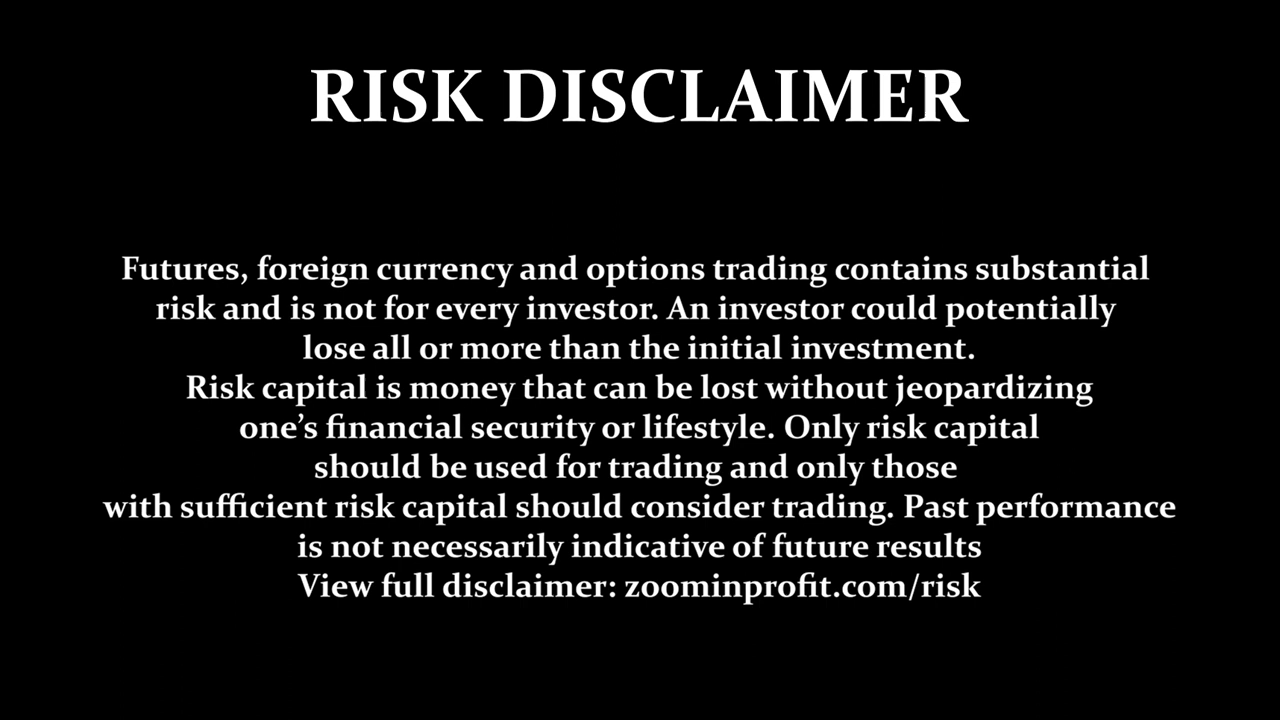 RISK DISCLAIMER
Futures, foreign currency and options trading contains substantial
risk and is not for every investor. An investor could potentially
lose all or more than the initial investment.
Risk capital is money that can be lost without jeopardizing
one’s financial security or lifestyle. Only risk capital
should be used for trading and only those
with sufficient risk capital should consider trading. Past performance
is not necessarily indicative of future results
View full disclaimer: zoominprofit.com/risk